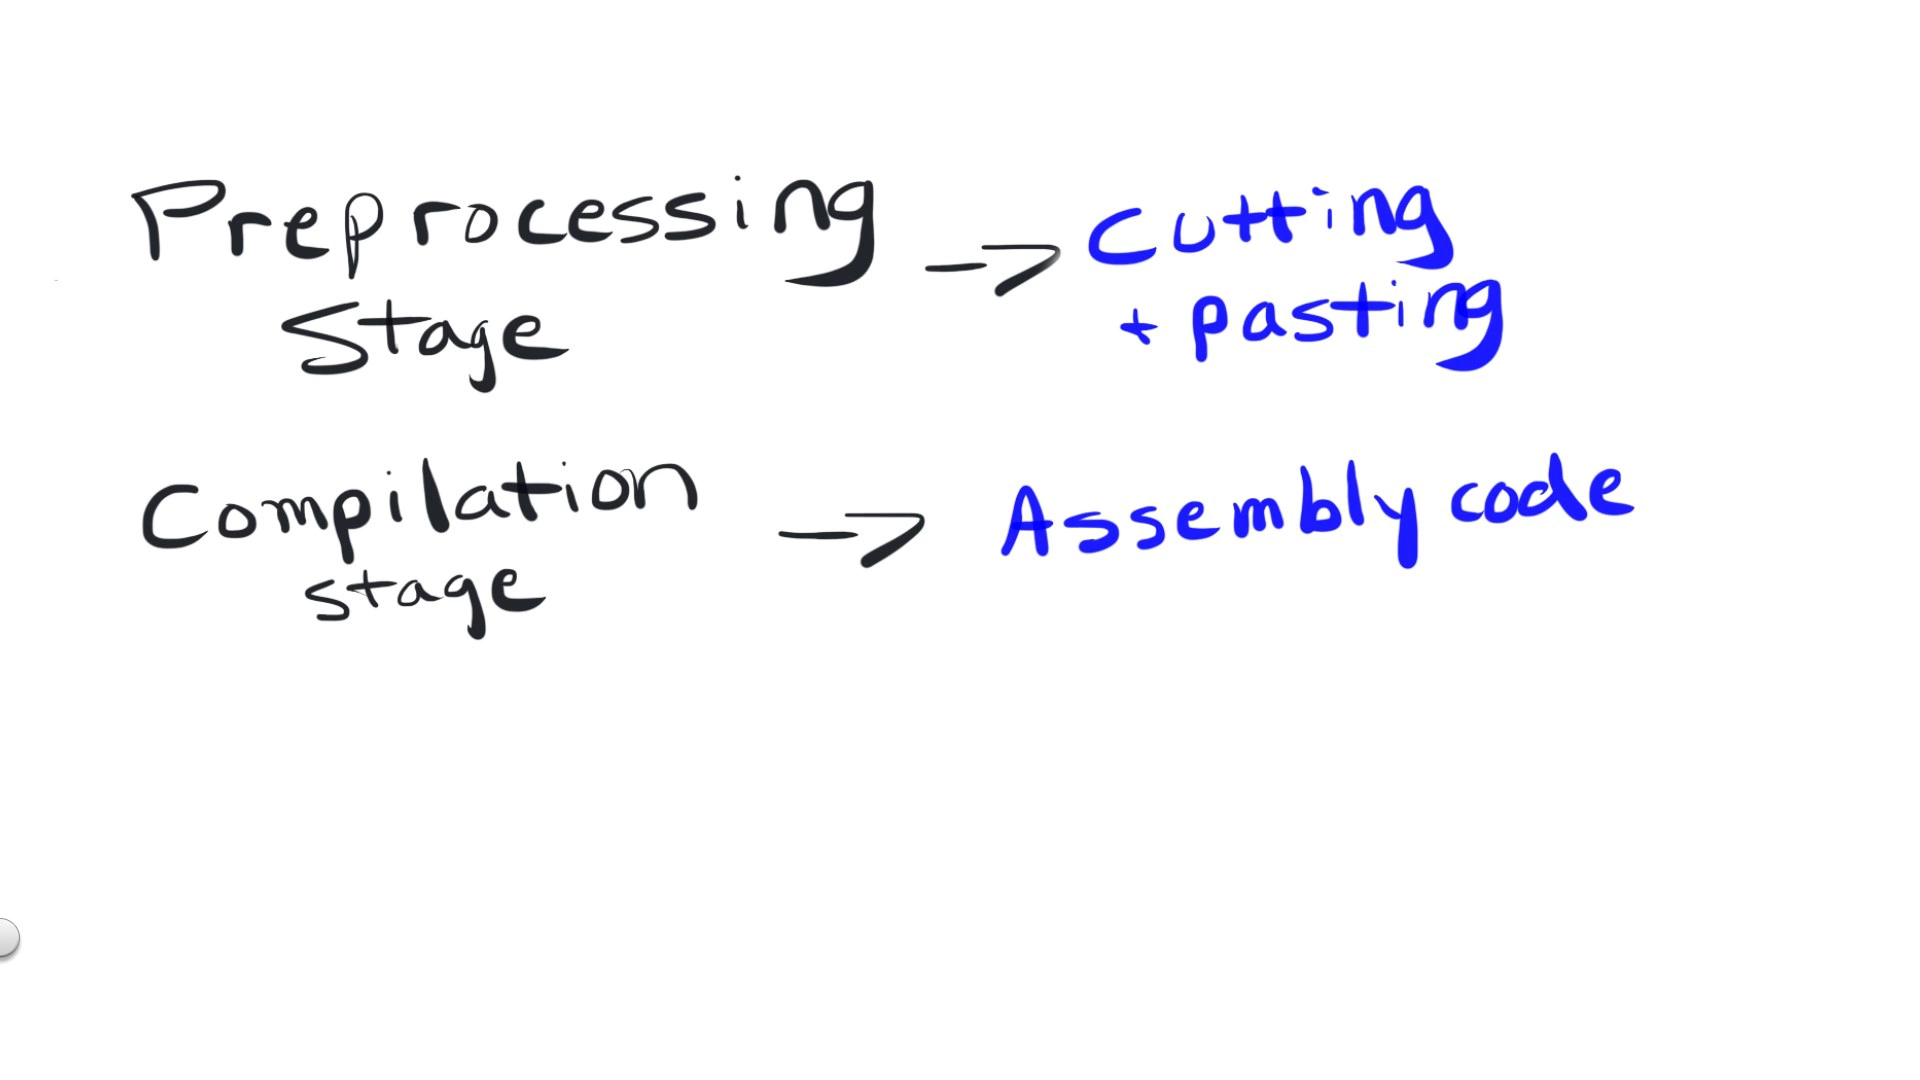 Preprocessing -> Cutting
Stage + pasting
Compilation -> Assembly code
stage